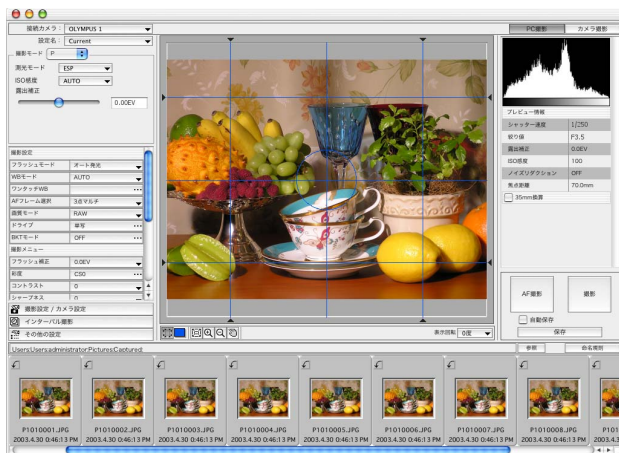 接続カメラ： OLYMPUS 1
PC撮影 カメラ撮影
設定名： Current
撮影モード P
測光モード ESP
ISO感度 AUTO
露出補正
0.00EV
プレビュー情報
シャッター速度 1/250
絞り値 F3.5
露出補正 0.0EV
ISO感度 100
ノイズリダクション OFF
焦点距離 70.0mm
35mm換算
撮影設定
フラッシュモード オート発光
WBモード AUTO
ワンタッチWB
AFフレーム選択 3点マルチ
画質モード RAW
ドライブ 単写
BKTモード OFF
撮影メニュー
フラッシュ補正 0.0EV
彩度 CS0
コントラスト 0
シャープネス 0
撮影設定 / カメラ設定
インターバル撮影
その他の設定
表示回転 0度
AF撮影 撮影
自動保存
保存
Users:Users:administrator:Pictures:Captured:
参照 命名規則
P1010001.JPG P1010002.JPG P1010003.JPG P1010004.JPG P1010005.JPG P1010006.JPG P1010007.JPG P1010008.JPG P101
2003.4.30 0:46:13 PM 2003.4.30 0:46:13 PM 2003.4.30 0:46:13 PM 2003.4.30 0:46:13 PM 2003.4.30 0:46:13 PM 2003.4.30 0:46:13 PM 2003.4.30 0:46:13 PM 2003.4.30 0:46:13 PM 2003.4.3